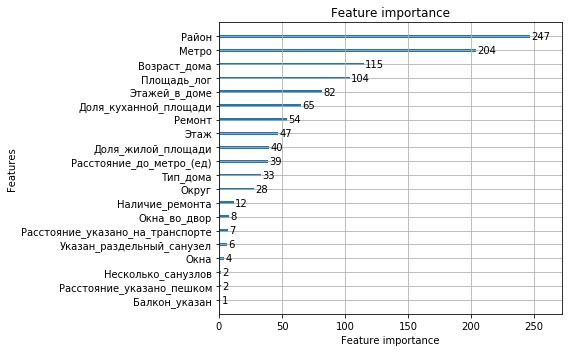 Feature importance
Район 247
Метро 204
Возраст_дома 115
Площадь_лог 104
Этажей_в_доме 82
Доля_кухонной_площади 65
Ремонт 54
Этаж 47
Доля_жилой_площади 40
Расстояние_до_метро_(ед) 39
Тип_дома 33
Округ 28
Наличие_ремонта 12
Окна_во_двор 8
Расстояние_указано_на_транспорте 7
Указан_раздельный_санузел 6
Окна 4
Несколько_санузлов 2
Расстояние_указано_пешком 2
Балкон_указан 1
Features
0 50 100 150 200 250
Feature importance